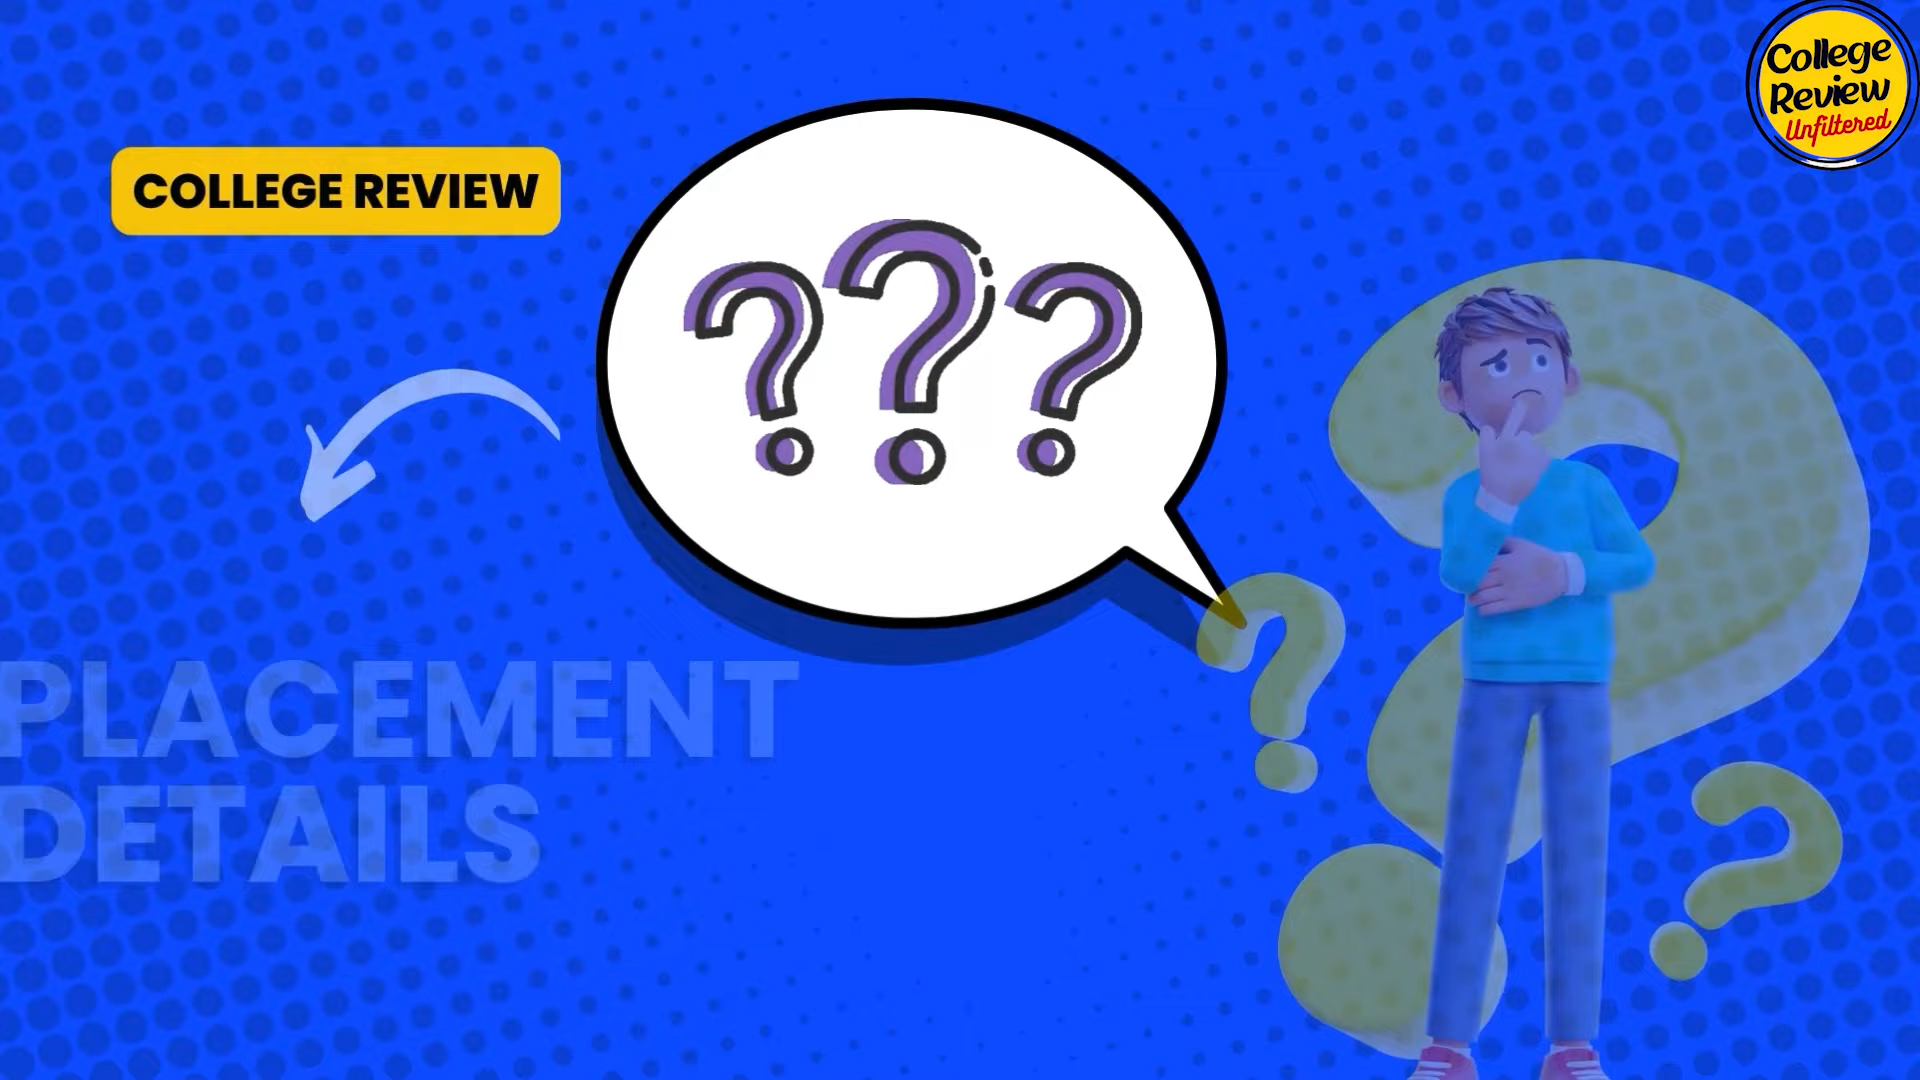 COLLEGE REVIEW
???
PLACEMENT
DETAILS
College
Review
Unfiltered